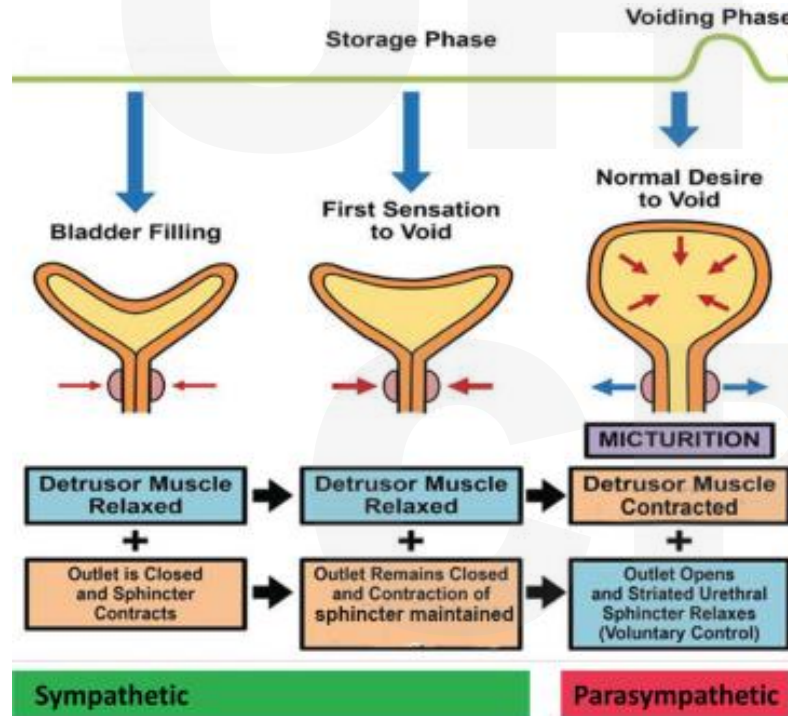 Storage Phase
Voiding Phase
Bladder Filling
First Sensation
to Void
Normal Desire
to Void
MICTURITION
Detrusor Muscle
Relaxed
Detrusor Muscle
Relaxed
Detrusor Muscle
Contracted
+
+
+
Outlet is Closed
and Sphincter
Contracts
Outlet Remains Closed
and Contraction of
sphincter maintained
Outlet Opens
and Striated Urethral
Sphincter Relaxes
(Voluntary Control)
Sympathetic
Parasympathetic